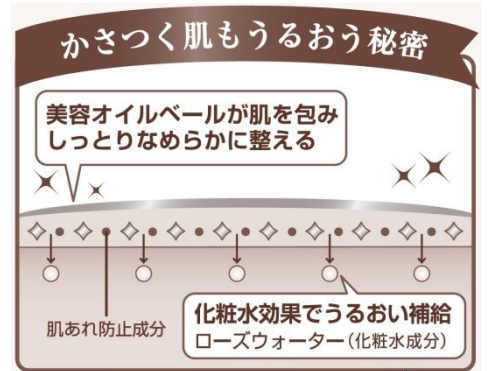 かさつく肌もうるおう秘密
美容オイルベールが肌を包み
しっとりなめらかに整える
肌あれ防止成分
化粧水効果でうるおい補給
ローズウォーター(化粧水成分)